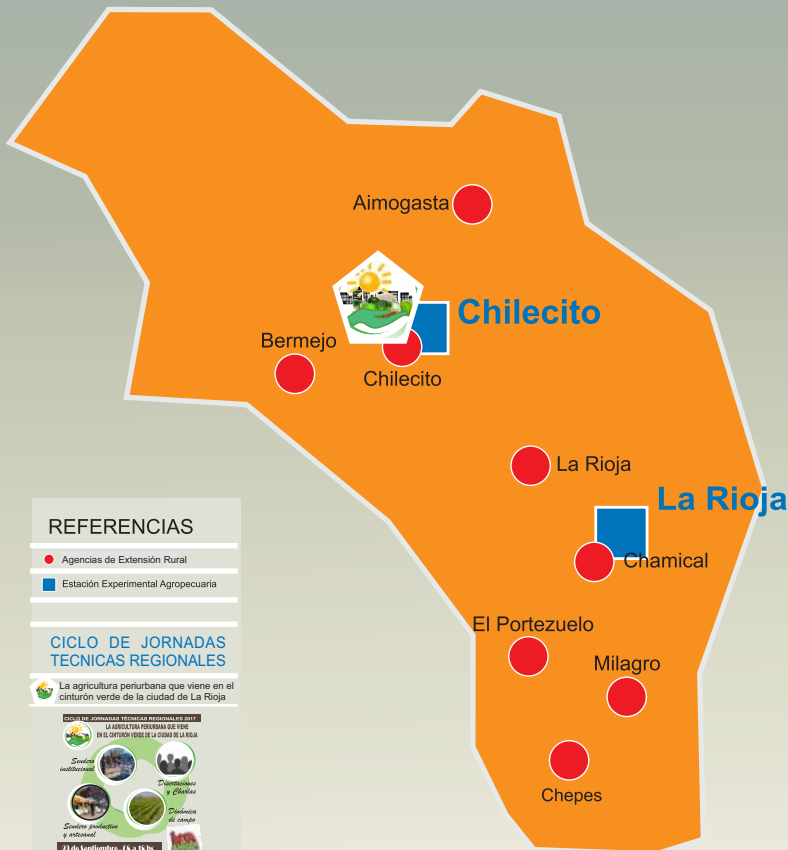 Aimogasta
Chilecito
Bermejo
Chilecito
La Rioja
La Rioja
Chamical
El Portezuelo
Milagro
Chepes
REFERENCIAS
Agencias de Extensión Rural
Estación Experimental Agropecuaria
CICLO DE JORNADAS
TECNICAS REGIONALES
La agricultura periurbana que viene en el
cinturón verde de la ciudad de La Rioja
CICLO DE JORNADAS TÉCNICAS REGIONALES 2017
LA AGRICULTURA PERIURBANA QUE VIENE
EN EL CINTURÓN VERDE DE LA CIUDAD DE LA RIOJA
Sendero
institucional
Disertaciones
y Charlas
Dinámica
de campo
Sendero productivo
y artesanal